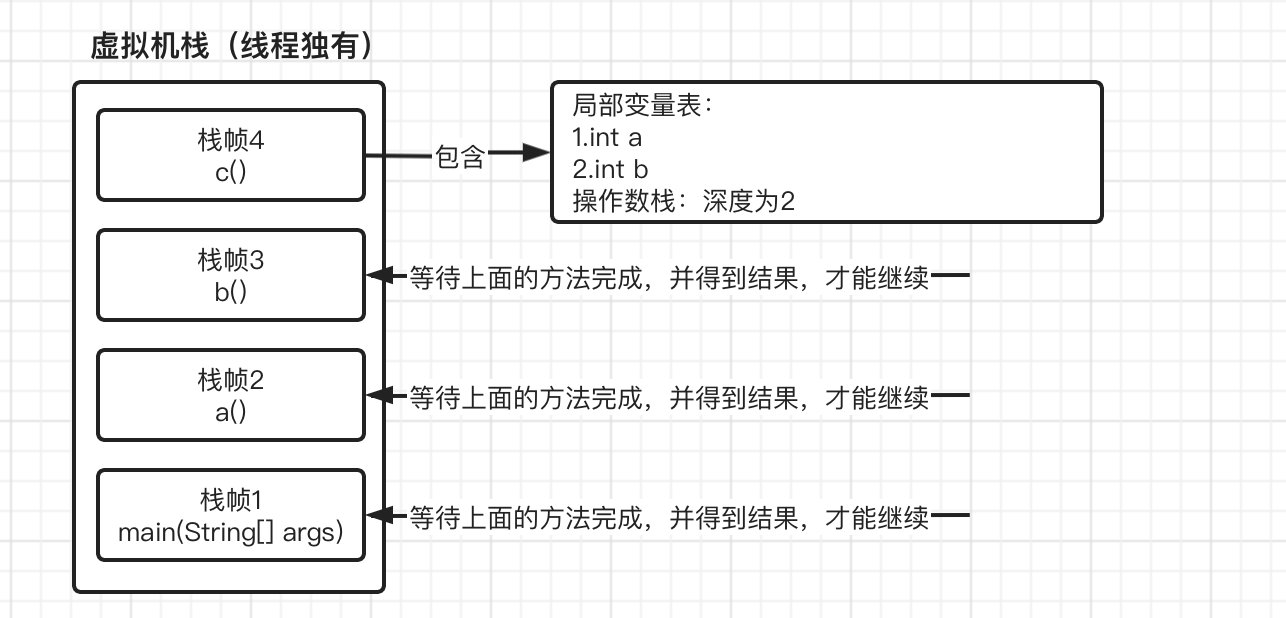 虚拟机栈（线程独有）
栈帧4
c()
包含
局部变量表：
1.int a
2.int b
操作数栈：深度为2
栈帧3
b()
等待上面的方法完成，并得到结果，才能继续
栈帧2
a()
等待上面的方法完成，并得到结果，才能继续
栈帧1
main(String[] args)
等待上面的方法完成，并得到结果，才能继续